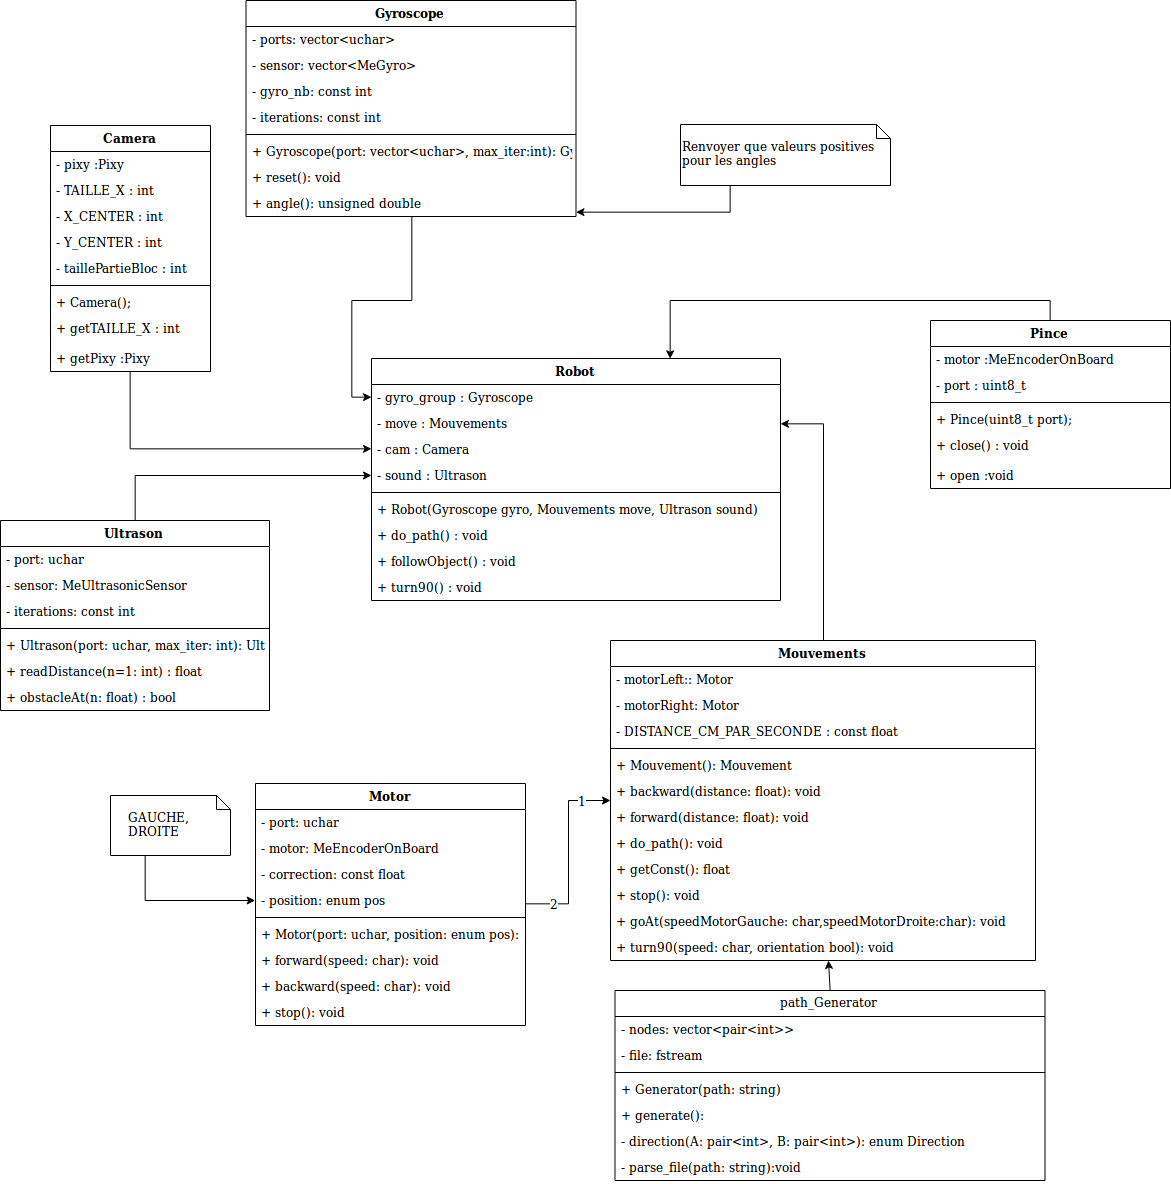 Gyroscope
- ports: vector<uchar>
- sensor: vector<MeGyro>
- gyro_nb: const int
- iterations: const int
+ Gyroscope(port: vector<uchar>, max_iter:int): Gy
+ reset(): void
+ angle(): unsigned double
Camera
- pixy :Pixy
- TAILLE_X : int
- X_CENTER : int
- Y_CENTER : int
- taillePartieBloc : int
+ Camera();
+ getTAILLE_X : int
+ getPixy :Pixy
Renvoyer que valeurs positives
pour les angles
Pince
- motor :MeEncoderOnBoard
- port : uint8_t
+ Pince(uint8_t port);
+ close() : void
+ open :void
Robot
- gyro_group : Gyroscope
- move : Mouvements
- cam : Camera
- sound : Ultrason
+ Robot(Gyroscope gyro, Mouvements move, Ultrason sound)
+ do_path() : void
+ followObject() : void
+ turn90() : void
Ultrason
- port: uchar
- sensor: MeUltrasonicSensor
- iterations: const int
+ Ultrason(port: uchar, max_iter: int): Ult
+ readDistance(n=1: int) : float
+ obstacleAt(n: float) : bool
Mouvements
- motorLeft:: Motor
- motorRight: Motor
- DISTANCE_CM_PAR_SECONDE : const float
+ Mouvement(): Mouvement
+ backward(distance: float): void
+ forward(distance: float): void
+ do_path(): void
+ getConst(): float
+ stop(): void
+ goAt(speedMotorGauche: char,speedMotorDroite:char): void
+ turn90(speed: char, orientation bool): void
GAUCHE,
DROITE
Motor
- port: uchar
- motor: MeEncoderOnBoard
- correction: const float
- position: enum pos
+ Motor(port: uchar, position: enum pos):
+ forward(speed: char): void
+ backward(speed: char): void
+ stop(): void
2
1
path_Generator
- nodes: vector<pair<int>>
- file: fstream
+ Generator(path: string)
+ generate():
- direction(A: pair<int>, B: pair<int>): enum Direction
- parse_file(path: string):void